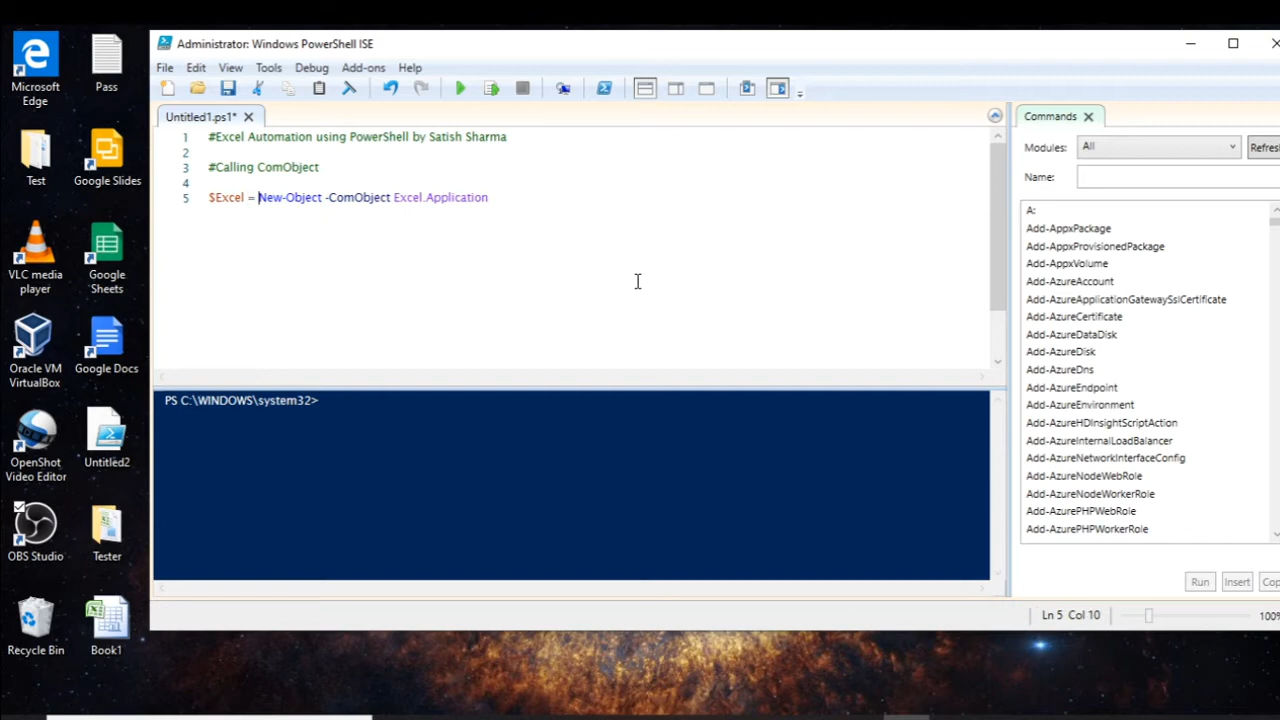 Microsoft
Edge
Pass
Test
Google Slides
VLC media
player
Google
Sheets
Oracle VM
VirtualBox
Google Docs
OpenShot
Video Editor
Untitled2
OBS Studio
Tester
Recycle Bin
Book1
Administrator: Windows PowerShell ISE
File Edit View Tools Debug Add-ons Help
Untitled1.ps1*
1 #Excel Automation using PowerShell by Satish Sharma
2
3 #Calling ComObject
4
5 $Excel = New-Object -ComObject Excel.Application
PS C:\WINDOWS\system32>
Commands
Modules: All Refres
Name:
A:
Add-AppxPackage
Add-AppxProvisionedPackage
Add-AppxVolume
Add-AzureAccount
Add-AzureApplicationGatewaySslCertificate
Add-AzureCertificate
Add-AzureDataDisk
Add-AzureDisk
Add-AzureDns
Add-AzureEndpoint
Add-AzureEnvironment
Add-AzureHDInsightScriptAction
Add-AzureInternalLoadBalancer
Add-AzureNetworkInterfaceConfig
Add-AzureNodeWebRole
Add-AzureNodeWorkerRole
Add-AzurePHPWebRole
Add-AzurePHPWorkerRole
Run Insert Cop
Ln 5 Col 10 100%